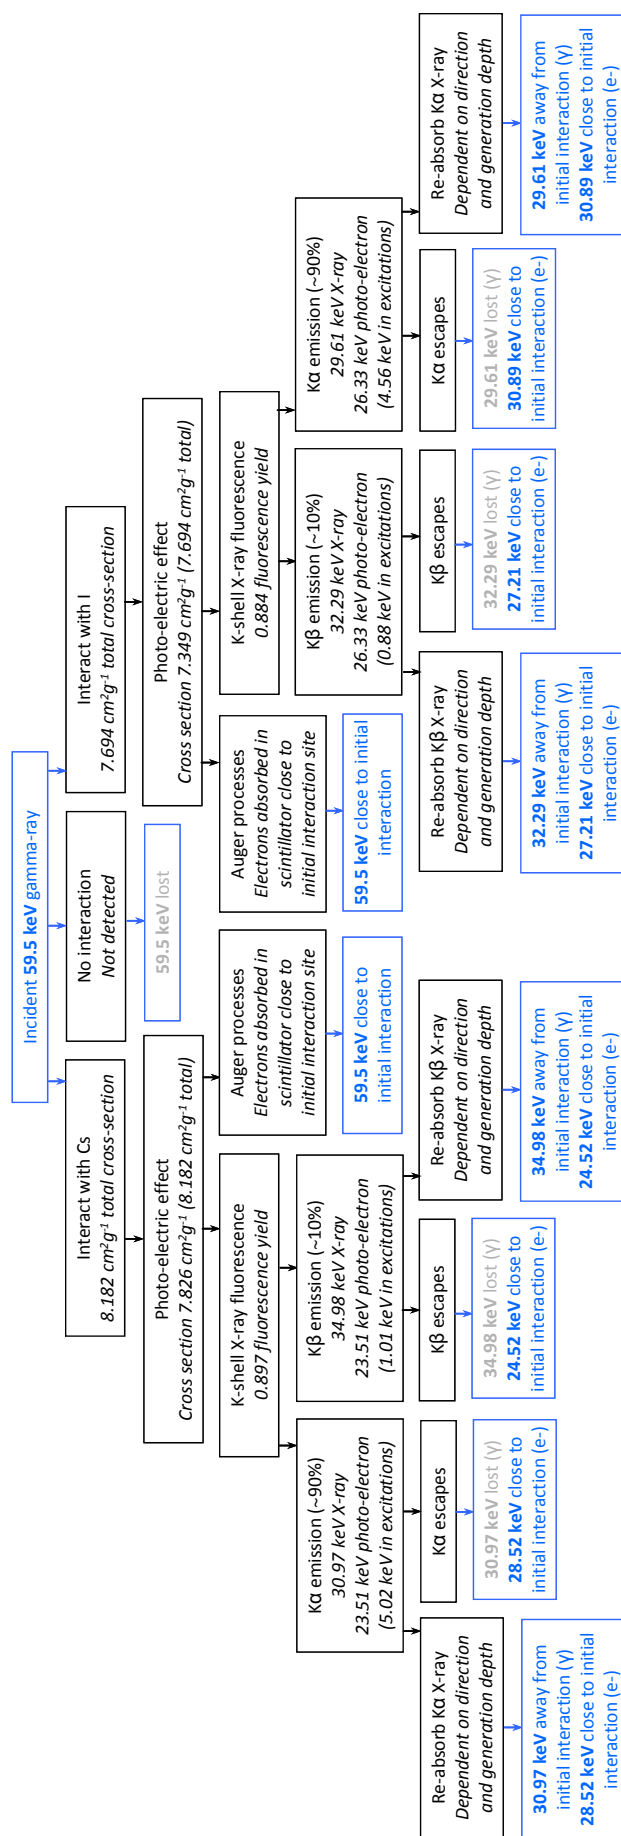 Incident 59.5 keV gamma-ray
Interact with Cs
8.182 cm²g⁻¹ total cross-section
No interaction
Not detected
Interact with I
7.694 cm²g⁻¹ total cross-section
59.5 keV lost
Photo-electric effect
Cross section 7.826 cm²g⁻¹ (8.182 cm²g⁻¹ total)
Photo-electric effect
Cross section 7.349 cm²g⁻¹ (7.694 cm²g⁻¹ total)
K-shell X-ray fluorescence
0.897 fluorescence yield
Auger processes
Electrons absorbed in
scintillator close to
initial interaction site
Auger processes
Electrons absorbed in
scintillator close to
initial interaction site
K-shell X-ray fluorescence
0.884 fluorescence yield
59.5 keV close to
initial interaction
59.5 keV close to initial
interaction
Kα emission (~90%)
30.97 keV X-ray
23.51 keV photo-electron
(5.02 keV in excitations)
Kβ emission (~10%)
34.98 keV X-ray
23.51 keV photo-electron
(1.01 keV in excitations)
Kβ emission (~10%)
32.29 keV X-ray
26.33 keV photo-electron
(0.88 keV in excitations)
Kα emission (~90%)
29.61 keV X-ray
26.33 keV photo-electron
(4.56 keV in excitations)
Re-absorb Kα X-ray
Dependent on direction
and generation depth
Kα escapes
Kβ escapes
Re-absorb Kβ X-ray
Dependent on direction
and generation depth
Re-absorb Kβ X-ray
Dependent on direction
and generation depth
Kβ escapes
Kα escapes
Re-absorb Kα X-ray
Dependent on direction
and generation depth
30.97 keV away from
initial interaction (γ)
28.52 keV close to initial
interaction (e-)
30.97 keV lost (γ)
28.52 keV close to
initial interaction (e-)
34.98 keV lost (γ)
24.52 keV close to
initial interaction (e-)
34.98 keV away from
initial interaction (γ)
24.52 keV close to initial
interaction (e-)
32.29 keV away from
initial interaction (γ)
27.21 keV close to initial
interaction (e-)
32.29 keV lost (γ)
27.21 keV close to
initial interaction (e-)
29.61 keV lost (γ)
30.89 keV close to
initial interaction (e-)
29.61 keV away from
initial interaction (γ)
30.89 keV close to initial
interaction (e-)